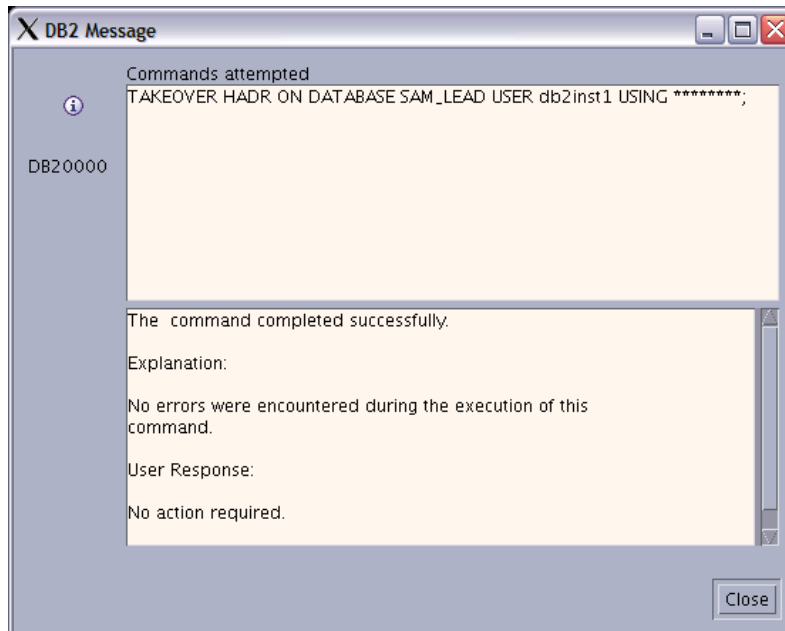 X DB2 Message
Commands attempted
TAKEOVER HADR ON DATABASE SAM_LEAD USER db2inst1 USING ********;
DB20000
The  command completed successfully.
Explanation:
No errors were encountered during the execution of this
command.
User Response:
No action required.
Close